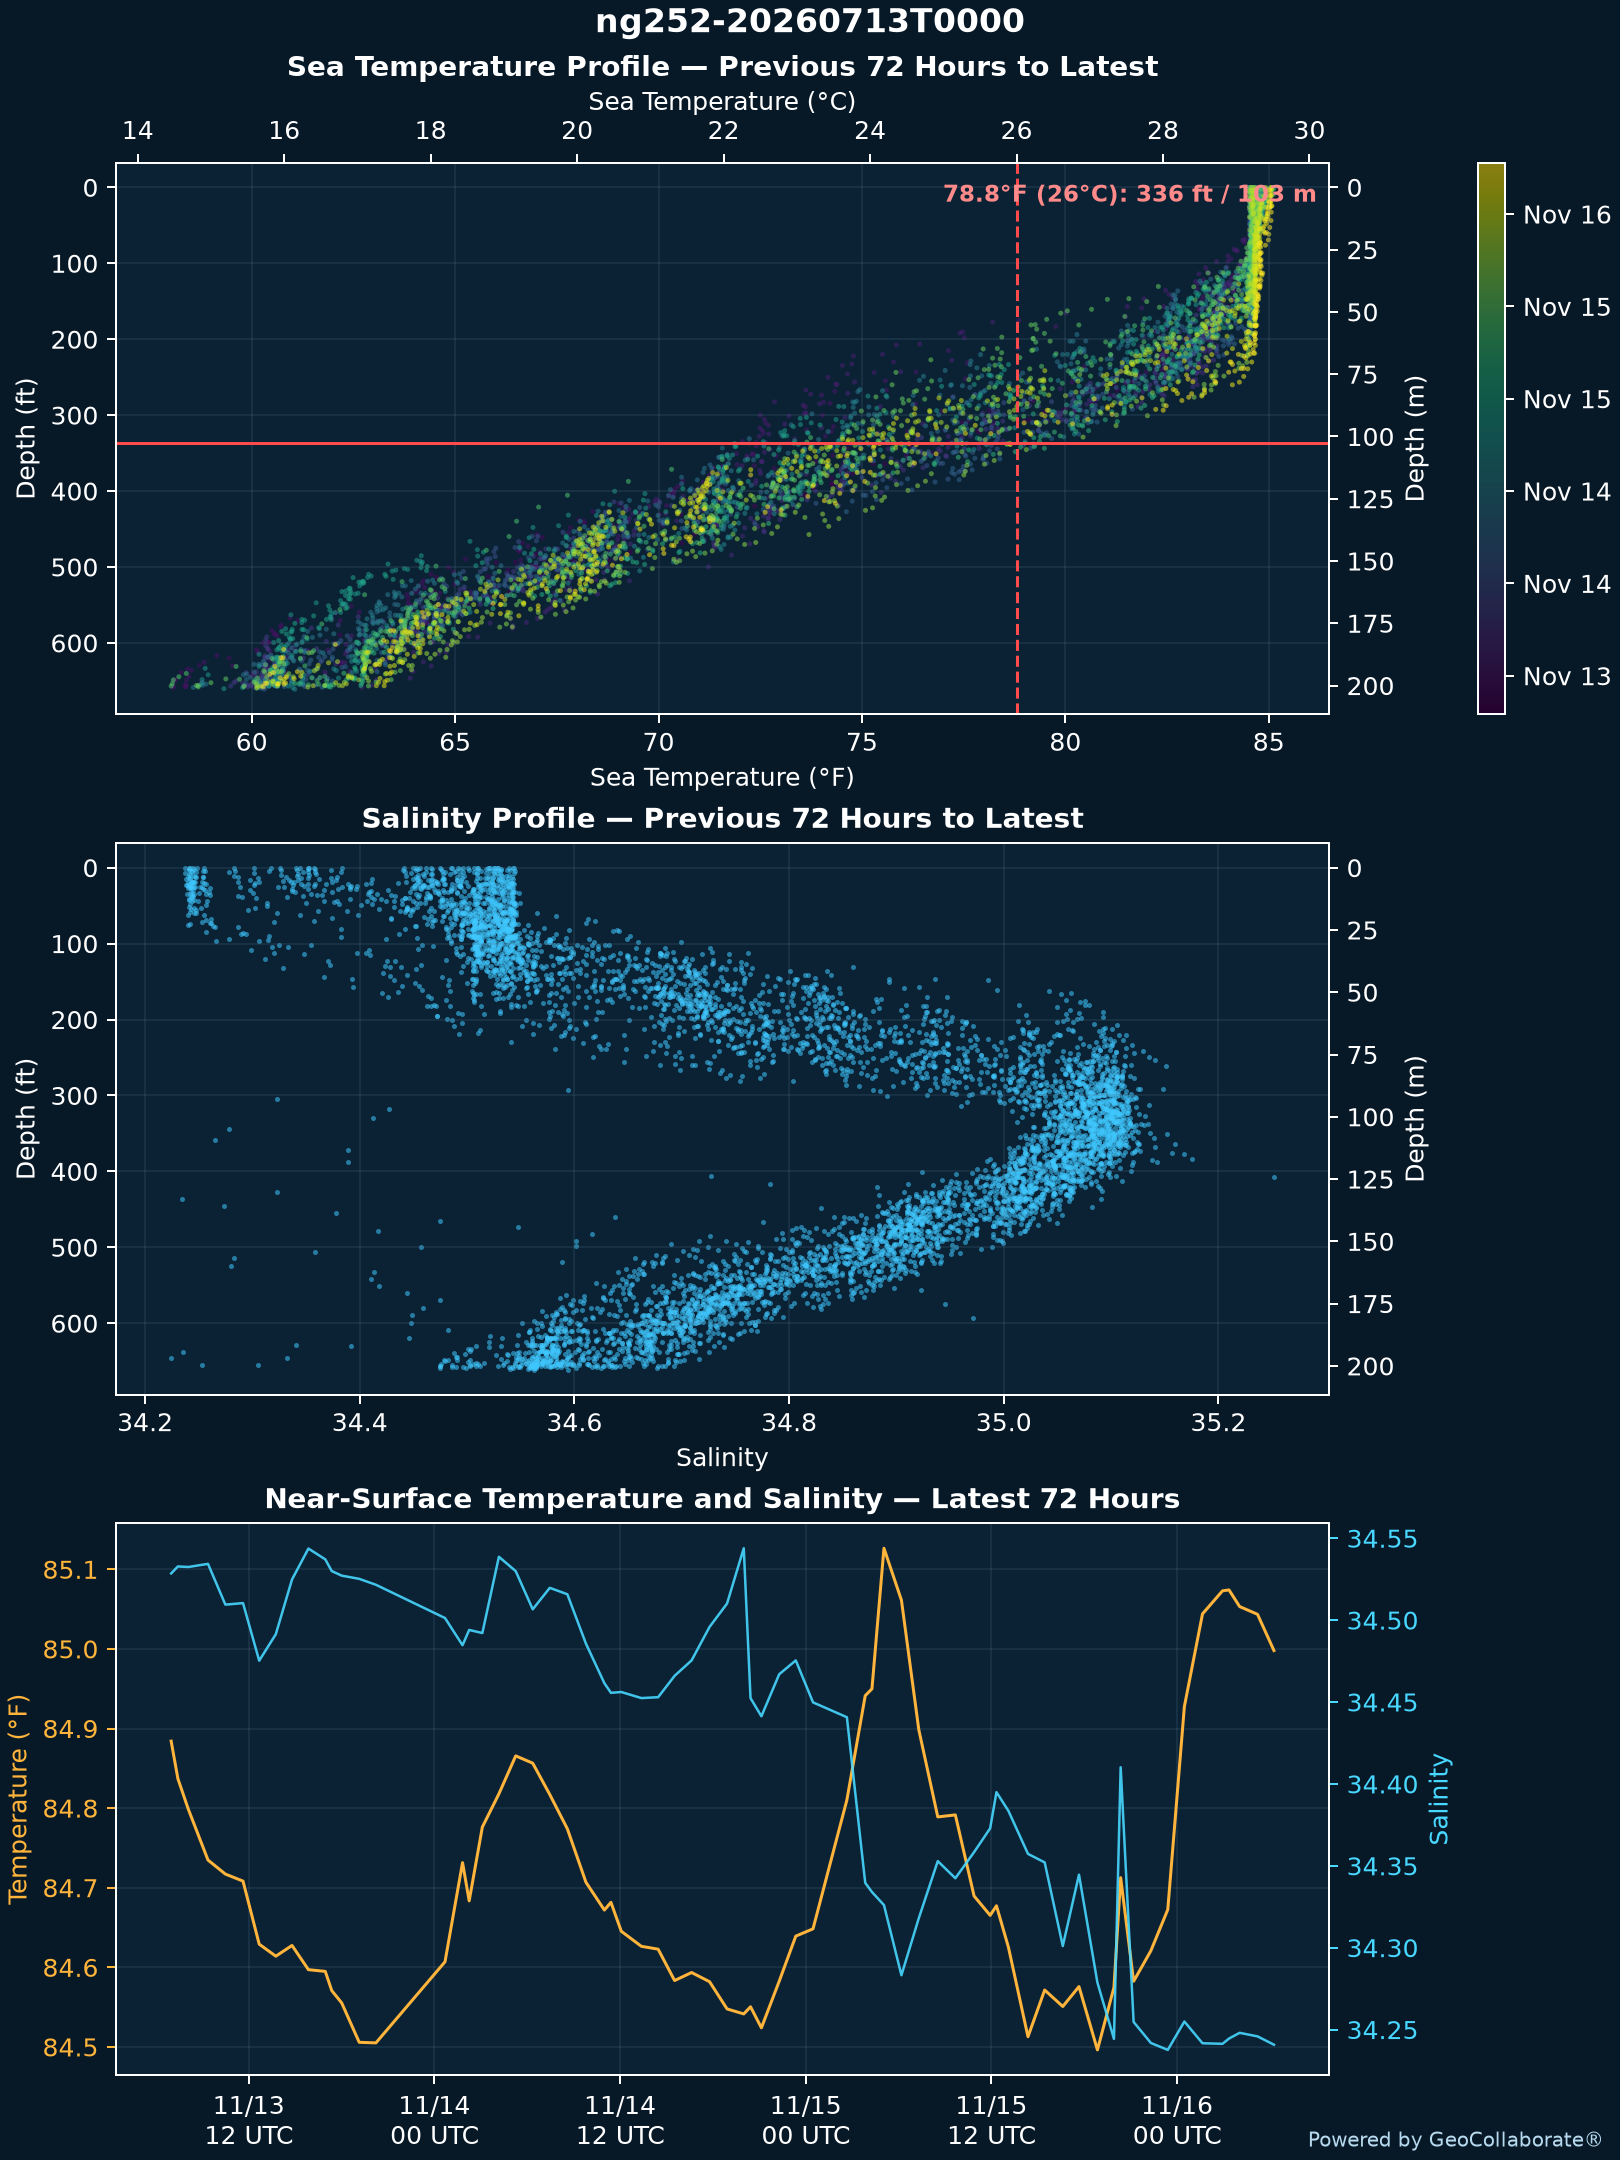 ng252-20260713T0000
Sea Temperature Profile — Previous 72 Hours to Latest
Sea Temperature (°C)
14 16 18 20 22 24 26 28 30
78.8°F (26°C): 336 ft / 103 m
0 100 200 300 400 500 600
Depth (ft)
0 25 50 75 100 125 150 175 200
Depth (m)
Nov 16
Nov 15
Nov 15
Nov 14
Nov 14
Nov 13
60 65 70 75 80 85
Sea Temperature (°F)
Salinity Profile — Previous 72 Hours to Latest
0 100 200 300 400 500 600
Depth (ft)
0 25 50 75 100 125 150 175 200
Depth (m)
34.2 34.4 34.6 34.8 35.0 35.2
Salinity
Near-Surface Temperature and Salinity — Latest 72 Hours
85.1 85.0 84.9 84.8 84.7 84.6 84.5
Temperature (°F)
34.55 34.50 34.45 34.40 34.35 34.30 34.25
Salinity
11/13 11/14 11/14 11/15 11/15 11/16
12 UTC 00 UTC 12 UTC 00 UTC 12 UTC 00 UTC
Powered by GeoCollaborate®